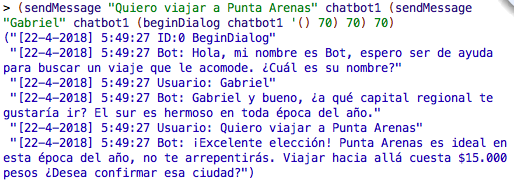 > (sendMessage "Quiero viajar a Punta Arenas" chatbot1 (sendMessage
"Gabriel" chatbot1 (beginDialog chatbot1 '() 70) 70) 70)
("[22-4-2018] 5:49:27 ID:0 BeginDialog"
"[22-4-2018] 5:49:27 Bot: Hola, mi nombre es Bot, espero ser de ayuda
para buscar un viaje que le acomode. ¿Cuál es su nombre?"
"[22-4-2018] 5:49:27 Usuario: Gabriel"
"[22-4-2018] 5:49:27 Bot: Gabriel y bueno, ¿a qué capital regional te
gustaría ir? El sur es hermoso en toda época del año."
"[22-4-2018] 5:49:27 Usuario: Quiero viajar a Punta Arenas"
"[22-4-2018] 5:49:27 Bot: ¡Excelente elección! Punta Arenas es ideal en
esta época del año, no te arrepentirás. Viajar hacia allá cuesta $15.000
pesos ¿Desea confirmar esa ciudad?")